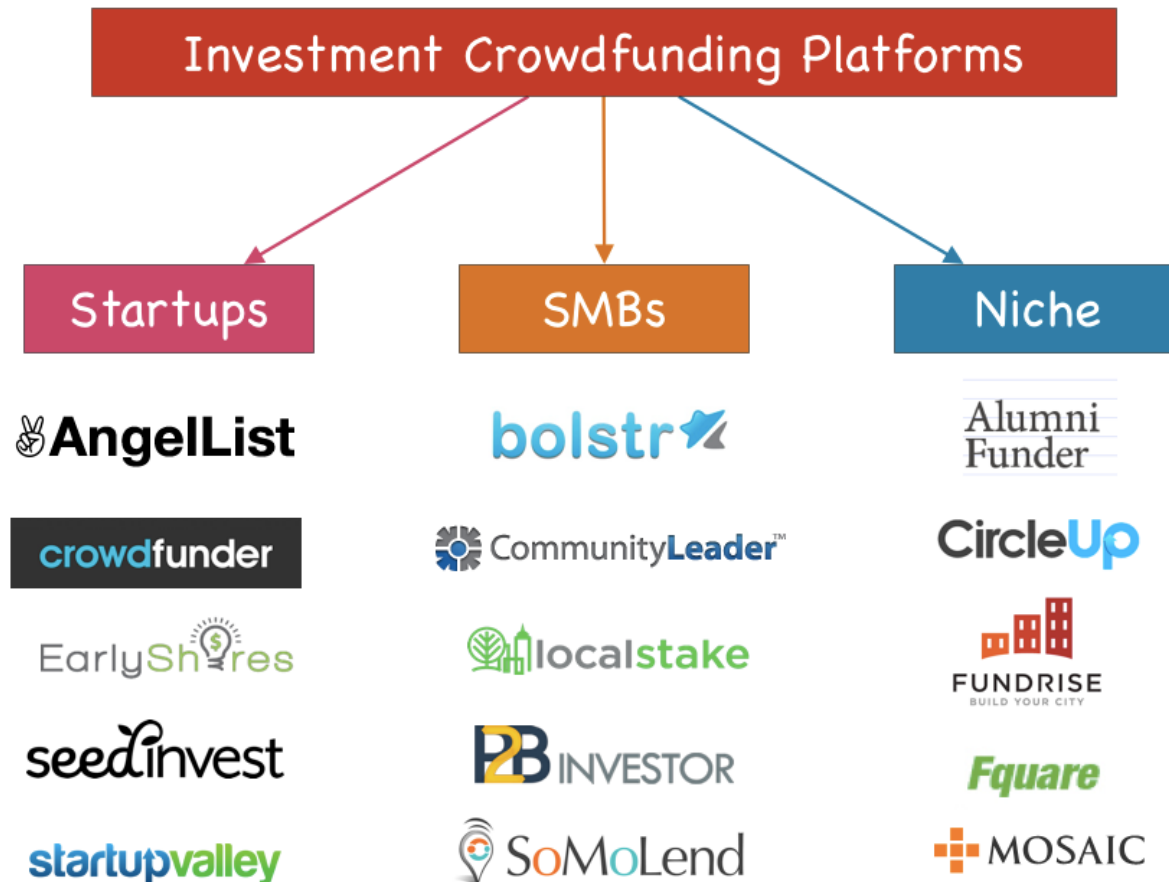 Investment Crowdfunding Platforms
Startups
SMBs
Niche
AngelList
crowdfunder
EarlyShares
seedinvest
startupvalley
bolstr
CommunityLeader™
localstake
P2B INVESTOR
SoMoLend
Alumni
Funder
CircleUp
FUNDRISE
BUILD YOUR CITY
Fquare
MOSAIC